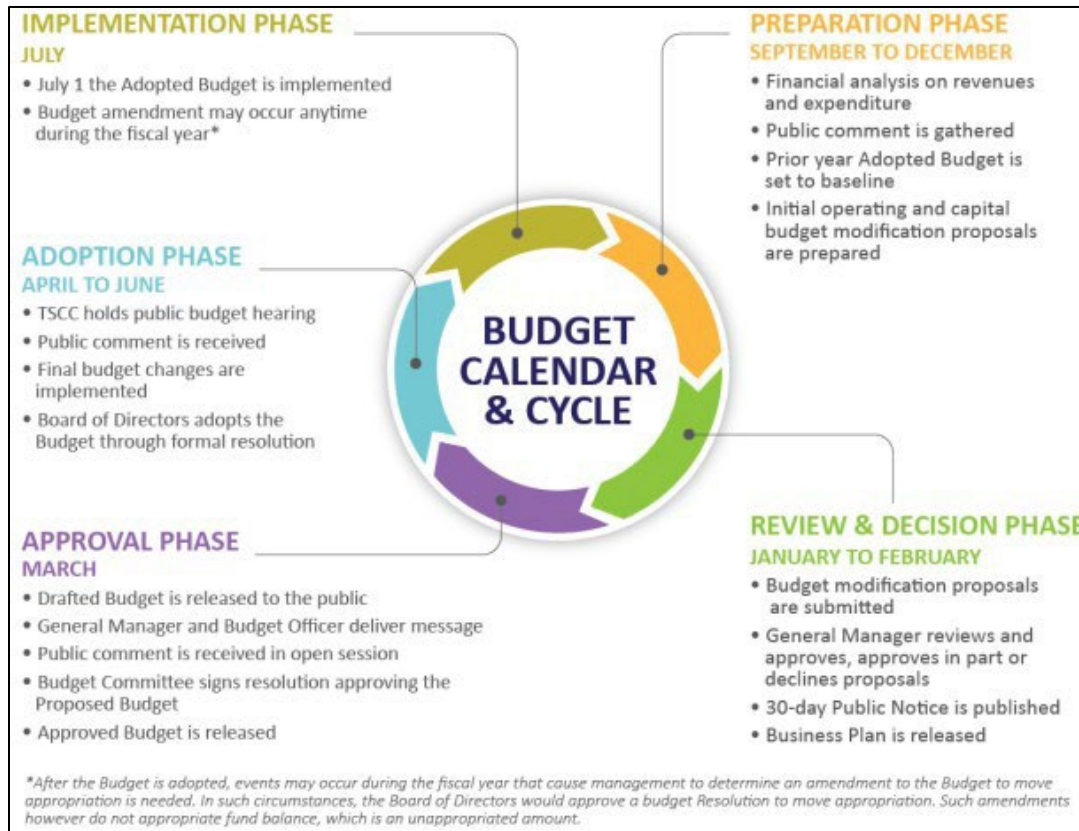 IMPLEMENTATION PHASE
JULY
• July 1 the Adopted Budget is implemented
• Budget amendment may occur anytime
during the fiscal year*
PREPARATION PHASE
SEPTEMBER TO DECEMBER
• Financial analysis on revenues
and expenditure
• Public comment is gathered
• Prior year Adopted Budget is
set to baseline
• Initial operating and capital
budget modification proposals
are prepared
ADOPTION PHASE
APRIL TO JUNE
• TSCC holds public budget hearing
• Public comment is received
• Final budget changes are
implemented
• Board of Directors adopts the
Budget through formal resolution
BUDGET
CALENDAR
& CYCLE
APPROVAL PHASE
MARCH
• Drafted Budget is released to the public
• General Manager and Budget Officer deliver message
• Public comment is received in open session
• Budget Committee signs resolution approving the
Proposed Budget
• Approved Budget is released
REVIEW & DECISION PHASE
JANUARY TO FEBRUARY
• Budget modification proposals
are submitted
• General Manager reviews and
approves, approves in part or
declines proposals
• 30-day Public Notice is published
• Business Plan is released
*After the Budget is adopted, events may occur during the fiscal year that cause management to determine an amendment to the Budget to move
appropriation is needed. In such circumstances, the Board of Directors would approve a budget Resolution to move appropriation. Such amendments
however do not appropriate fund balance, which is an unappropriated amount.